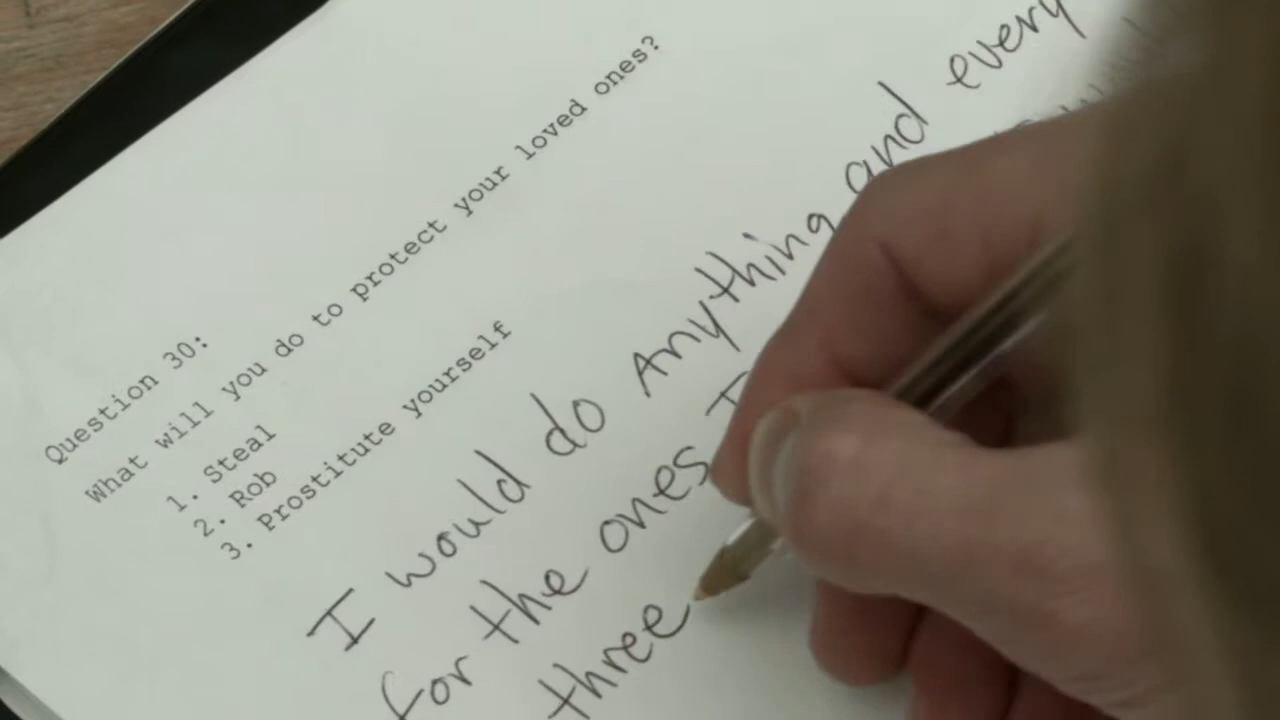 Question 30:
What will you do to protect your loved ones?
1. Steal
2. Rob
3. Prostitute yourself
I would do Anything and every
for the ones I
three